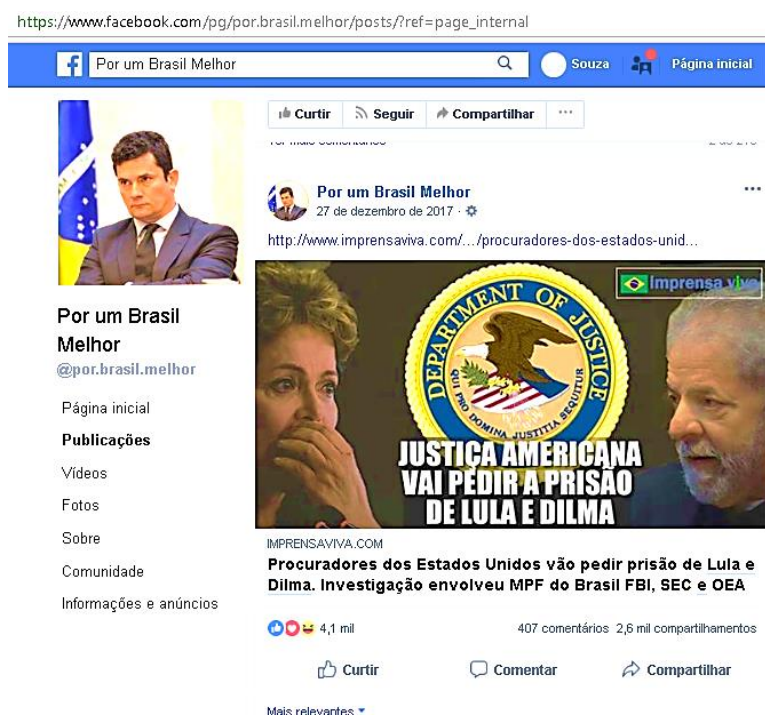 https://www.facebook.com/pg/por.brasil.melhor/posts/?ref=page_internal
Por um Brasil Melhor
Souza
Página inicial
Curtir
Seguir
Compartilhar
Por um Brasil Melhor
27 de dezembro de 2017
http://www.imprensaviva.com/.../procuradores-dos-estados-unid...
Imprensa viva
DEPARTMENT OF JUSTICE
QUI PRO DOMINA JUSTITIA SEQUITUR
JUSTIÇA AMERICANA
VAI PEDIR A PRISÃO
DE LULA E DILMA
IMPRENSAVIVA.COM
Procuradores dos Estados Unidos vão pedir prisão de Lula e
Dilma. Investigação envolveu MPF do Brasil FBI, SEC e OEA
4,1 mil
407 comentários 2,6 mil compartilhamentos
Curtir
Comentar
Compartilhar
Mais relevantes
Por um Brasil
Melhor
@por.brasil.melhor
Página inicial
Publicações
Vídeos
Fotos
Sobre
Comunidade
Informações e anúncios